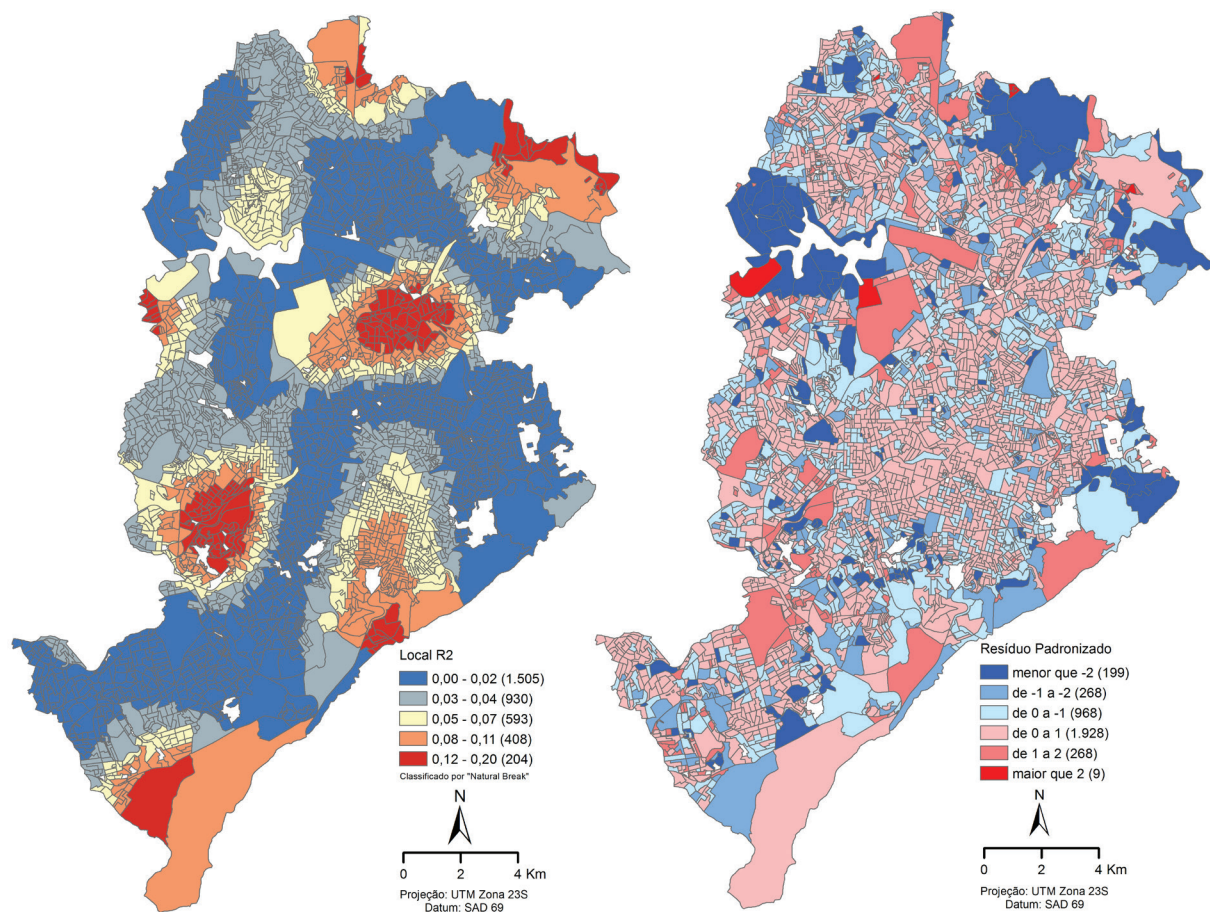 Local R2
0,00 - 0,02 (1.505)
0,03 - 0,04 (930)
0,05 - 0,07 (593)
0,08 - 0,11 (408)
0,12 - 0,20 (204)
Classificado por "Natural Break"
N
0 2 4 Km
Projeção: UTM Zona 23S
Datum: SAD 69
Resíduo Padronizado
menor que -2 (199)
de -1 a -2 (268)
de 0 a -1 (968)
de 0 a 1 (1.928)
de 1 a 2 (268)
maior que 2 (9)
N
0 2 4 Km
Projeção: UTM Zona 23S
Datum: SAD 69